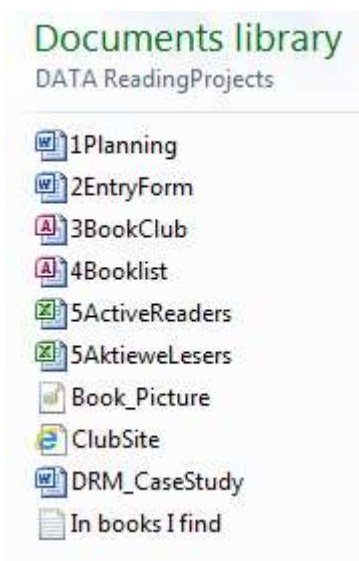 Documents library
DATA ReadingProjects
1Planning
2EntryForm
3BookClub
4Booklist
5ActiveReaders
5AktieweLesers
Book_Picture
ClubSite
DRM_CaseStudy
In books I find